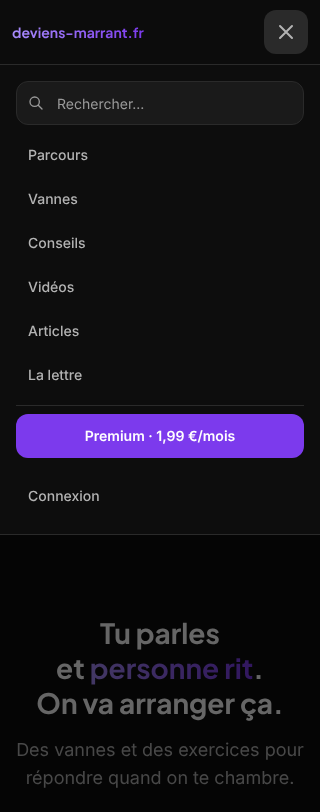 deviens-marrant.fr
Rechercher...
Parcours
Vannes
Conseils
Vidéos
Articles
La lettre
Premium · 1,99 €/mois
Connexion
Tu parles
et personne rit.
On va arranger ça.
Des vannes et des exercices pour
répondre quand on te chambre.